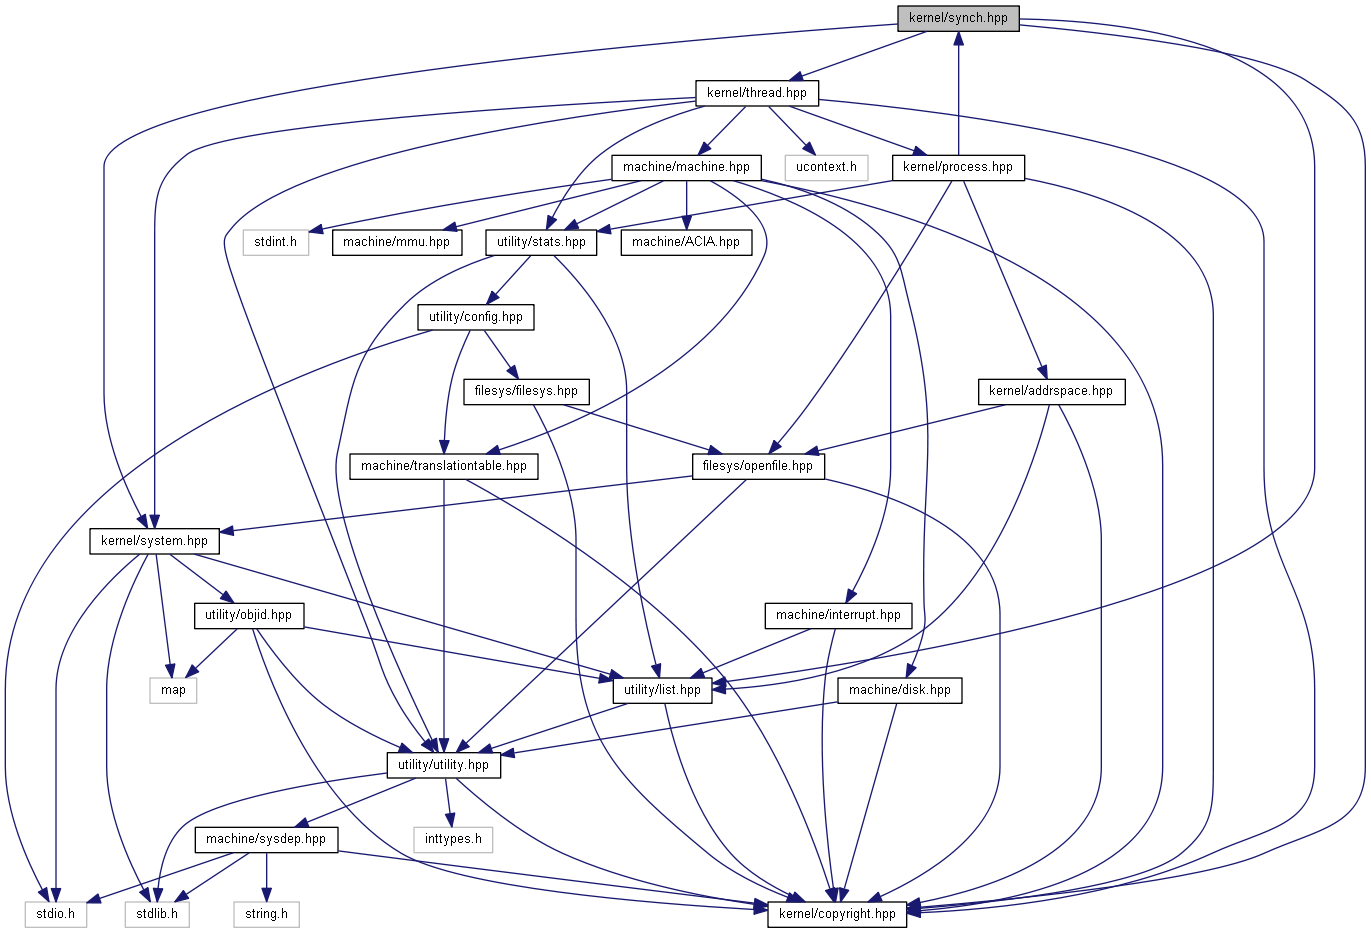 kernel/synch.hpp
kernel/thread.hpp
machine/machine.hpp
ucontext.h
kernel/process.hpp
stdint.h
machine/mmu.hpp
utility/stats.hpp
machine/ACIA.hpp
utility/config.hpp
filesys/filesys.hpp
kernel/addrspace.hpp
machine/translationtable.hpp
filesys/openfile.hpp
kernel/system.hpp
utility/objid.hpp
machine/interrupt.hpp
map
utility/list.hpp
machine/disk.hpp
utility/utility.hpp
machine/sysdep.hpp
inttypes.h
stdio.h
stdlib.h
string.h
kernel/copyright.hpp